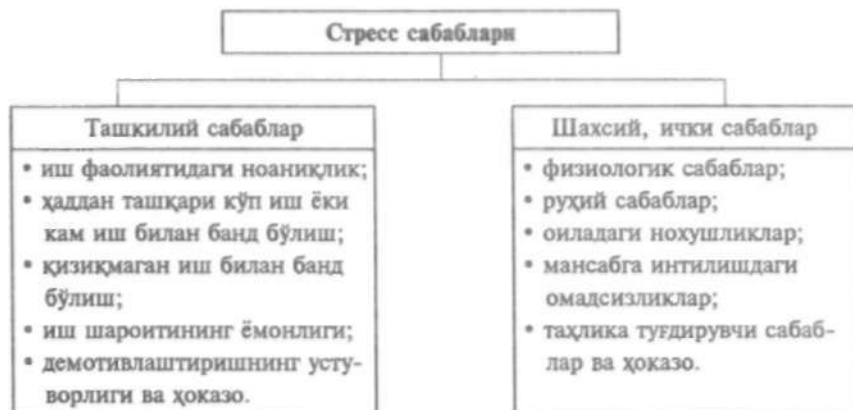 Стресс сабаблари
Ташкилий сабаблар
• иш фаолиятидаги ноаниқлик;
• ҳаддан ташқари кўп иш ёки
кам иш билан банд бўлиш;
• қизиқмаган иш билан банд
бўлиш;
• иш шароитининг ёмонлиги;
• демотивлаштиришнинг усту-
ворлиги ва ҳоказо.
Шахсий, ички сабаблар
• физиологик сабаблар;
• руҳий сабаблар;
• оиладаги нохушликлар;
• мансабга интилишдаги
омадсизликлар;
• таҳлика туғдирувчи сабаб-
лар ва ҳоказо.